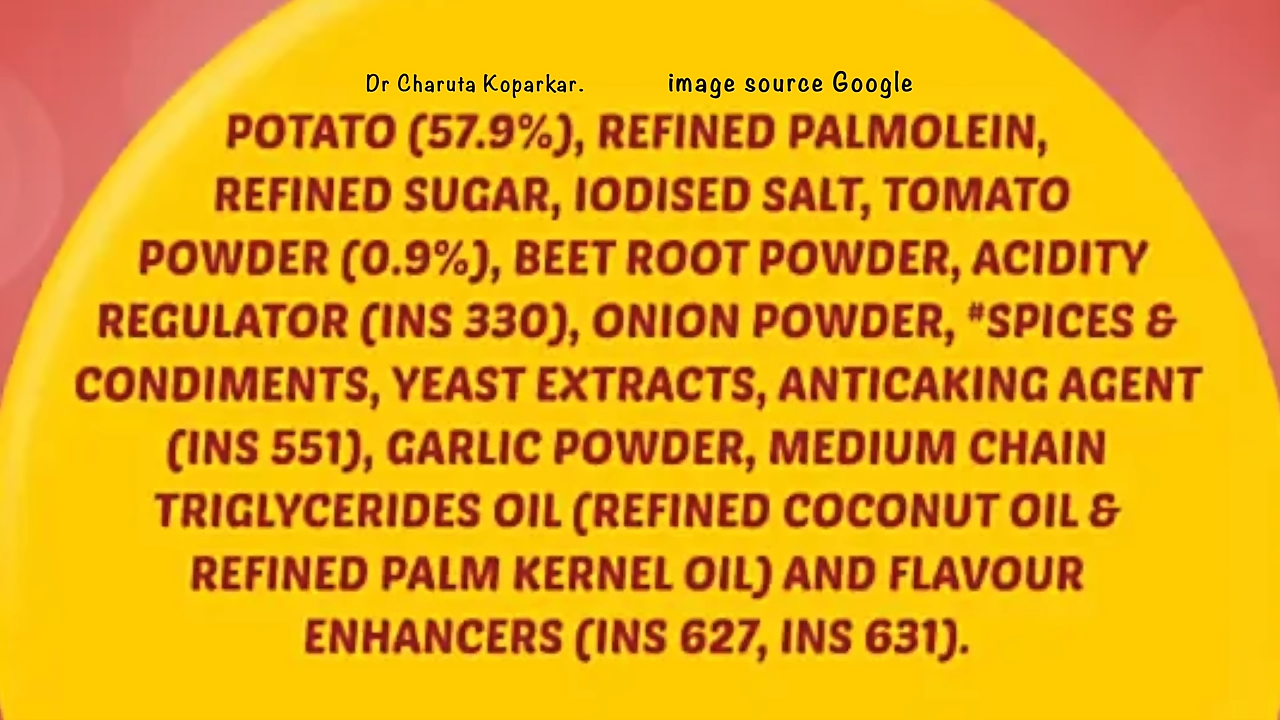 Dr Charuta Koparkar. image source Google
POTATO (57.9%), REFINED PALMOLEIN,
REFINED SUGAR, IODISED SALT, TOMATO
POWDER (0.9%), BEET ROOT POWDER, ACIDITY
REGULATOR (INS 330), ONION POWDER, #SPICES &
CONDIMENTS, YEAST EXTRACTS, ANTICAKING AGENT
(INS 551), GARLIC POWDER, MEDIUM CHAIN
TRIGLYCERIDES OIL (REFINED COCONUT OIL &
REFINED PALM KERNEL OIL) AND FLAVOUR
ENHANCERS (INS 627, INS 631).